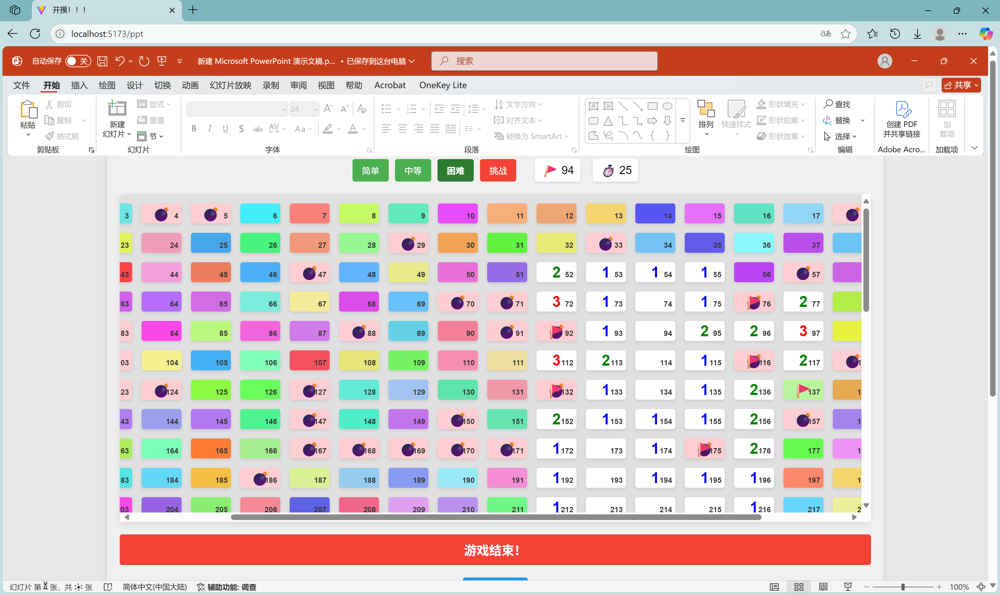 开摸！！！
localhost:5173/ppt
自动保存 关 新建 Microsoft PowerPoint 演示文稿.p... • 已保存到这台电脑 搜索
文件 开始 插入 绘图 设计 切换 动画 幻灯片放映 录制 审阅 视图 帮助 Acrobat OneKey Lite 共享
粘贴 剪切 复制 格式刷 剪贴板
新建 幻灯片 版式 重置 节 幻灯片
24 B I U S ab AV Aa A 字体
文字方向 对齐文本 转换为 SmartArt 段落
排列 快速样式 形状填充 形状轮廓 形状效果 绘图
查找 替换 选择 编辑
创建 PDF 并共享链接 Adobe Acro...
加载项 加载项
简单 中等 困难 挑战 94 25
3 4 5 6 7 8 9 10 11 12 13 14 15 16 17
23 24 25 26 27 28 29 30 31 32 33 34 35 36 37
43 44 45 46 47 48 49 50 51 2 52 1 53 1 54 1 55 56 57
63 64 65 66 67 68 69 70 71 3 72 1 73 74 1 75 76 2 77
83 84 85 86 87 88 89 90 91 92 1 93 94 2 95 2 96 3 97
03 104 105 106 107 108 109 110 111 3 112 2 113 114 1 115 116 2 117 1
23 124 125 126 127 128 129 130 131 132 1 133 134 1 135 2 136 137 1
43 144 145 146 147 148 149 150 151 2 152 1 153 1 154 1 155 2 156 157 1
63 164 165 166 167 168 169 170 171 1 172 173 1 174 175 2 176 177 1
83 184 185 186 187 188 189 190 191 1 192 193 1 194 1 195 1 196 197 1
203 204 205 206 207 208 209 210 211 1 212 213 214 215 1 216 217 2
游戏结束！
幻灯片 第 张，共 张 简体中文(中国大陆) 辅助功能: 调查 100%